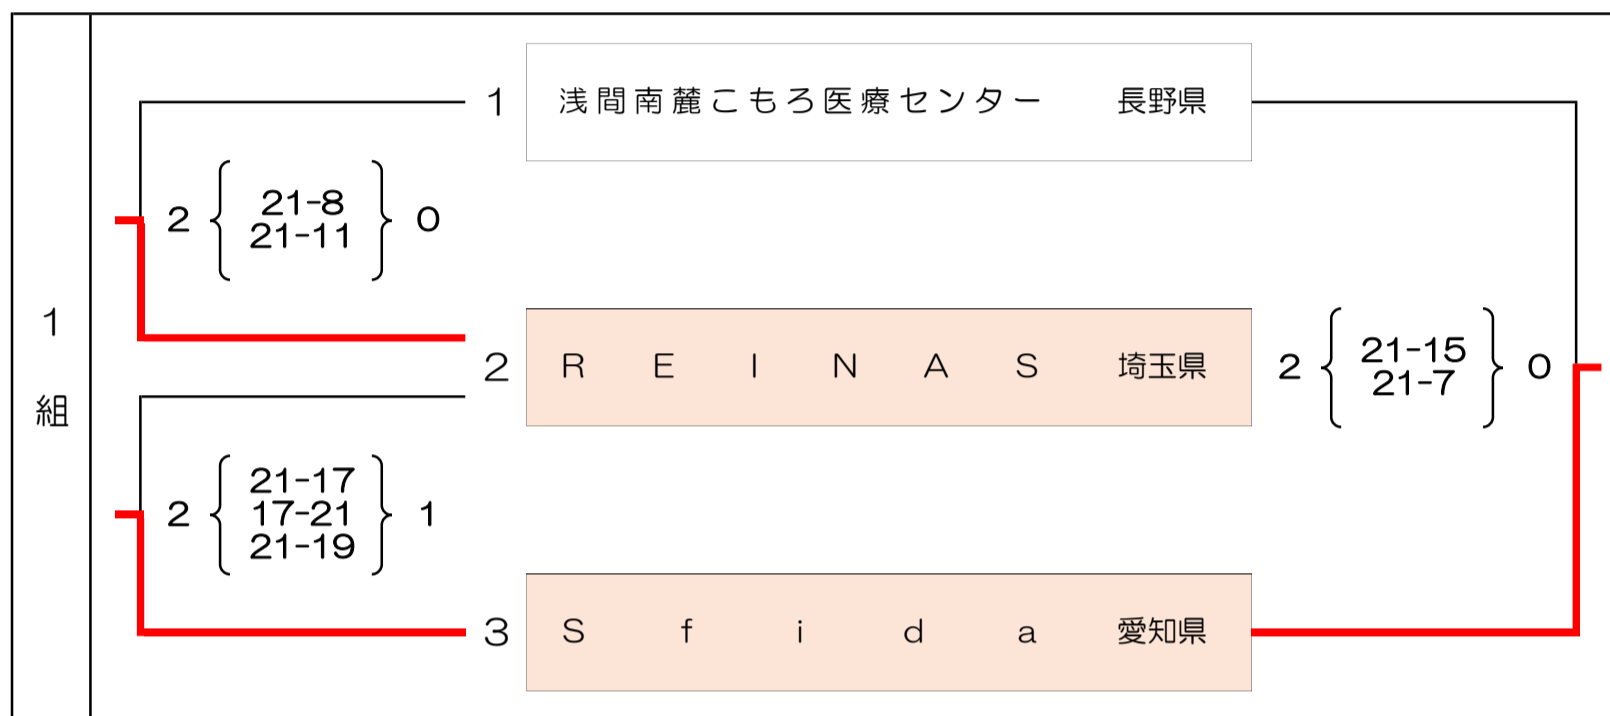 1組
1 浅間南麓こもろ医療センター 長野県
2 { 21-8 21-11 } 0
2 REINAS 埼玉県
2 { 21-15 21-7 } 0
2 { 21-17 17-21 21-19 } 1
3 Sfida 愛知県